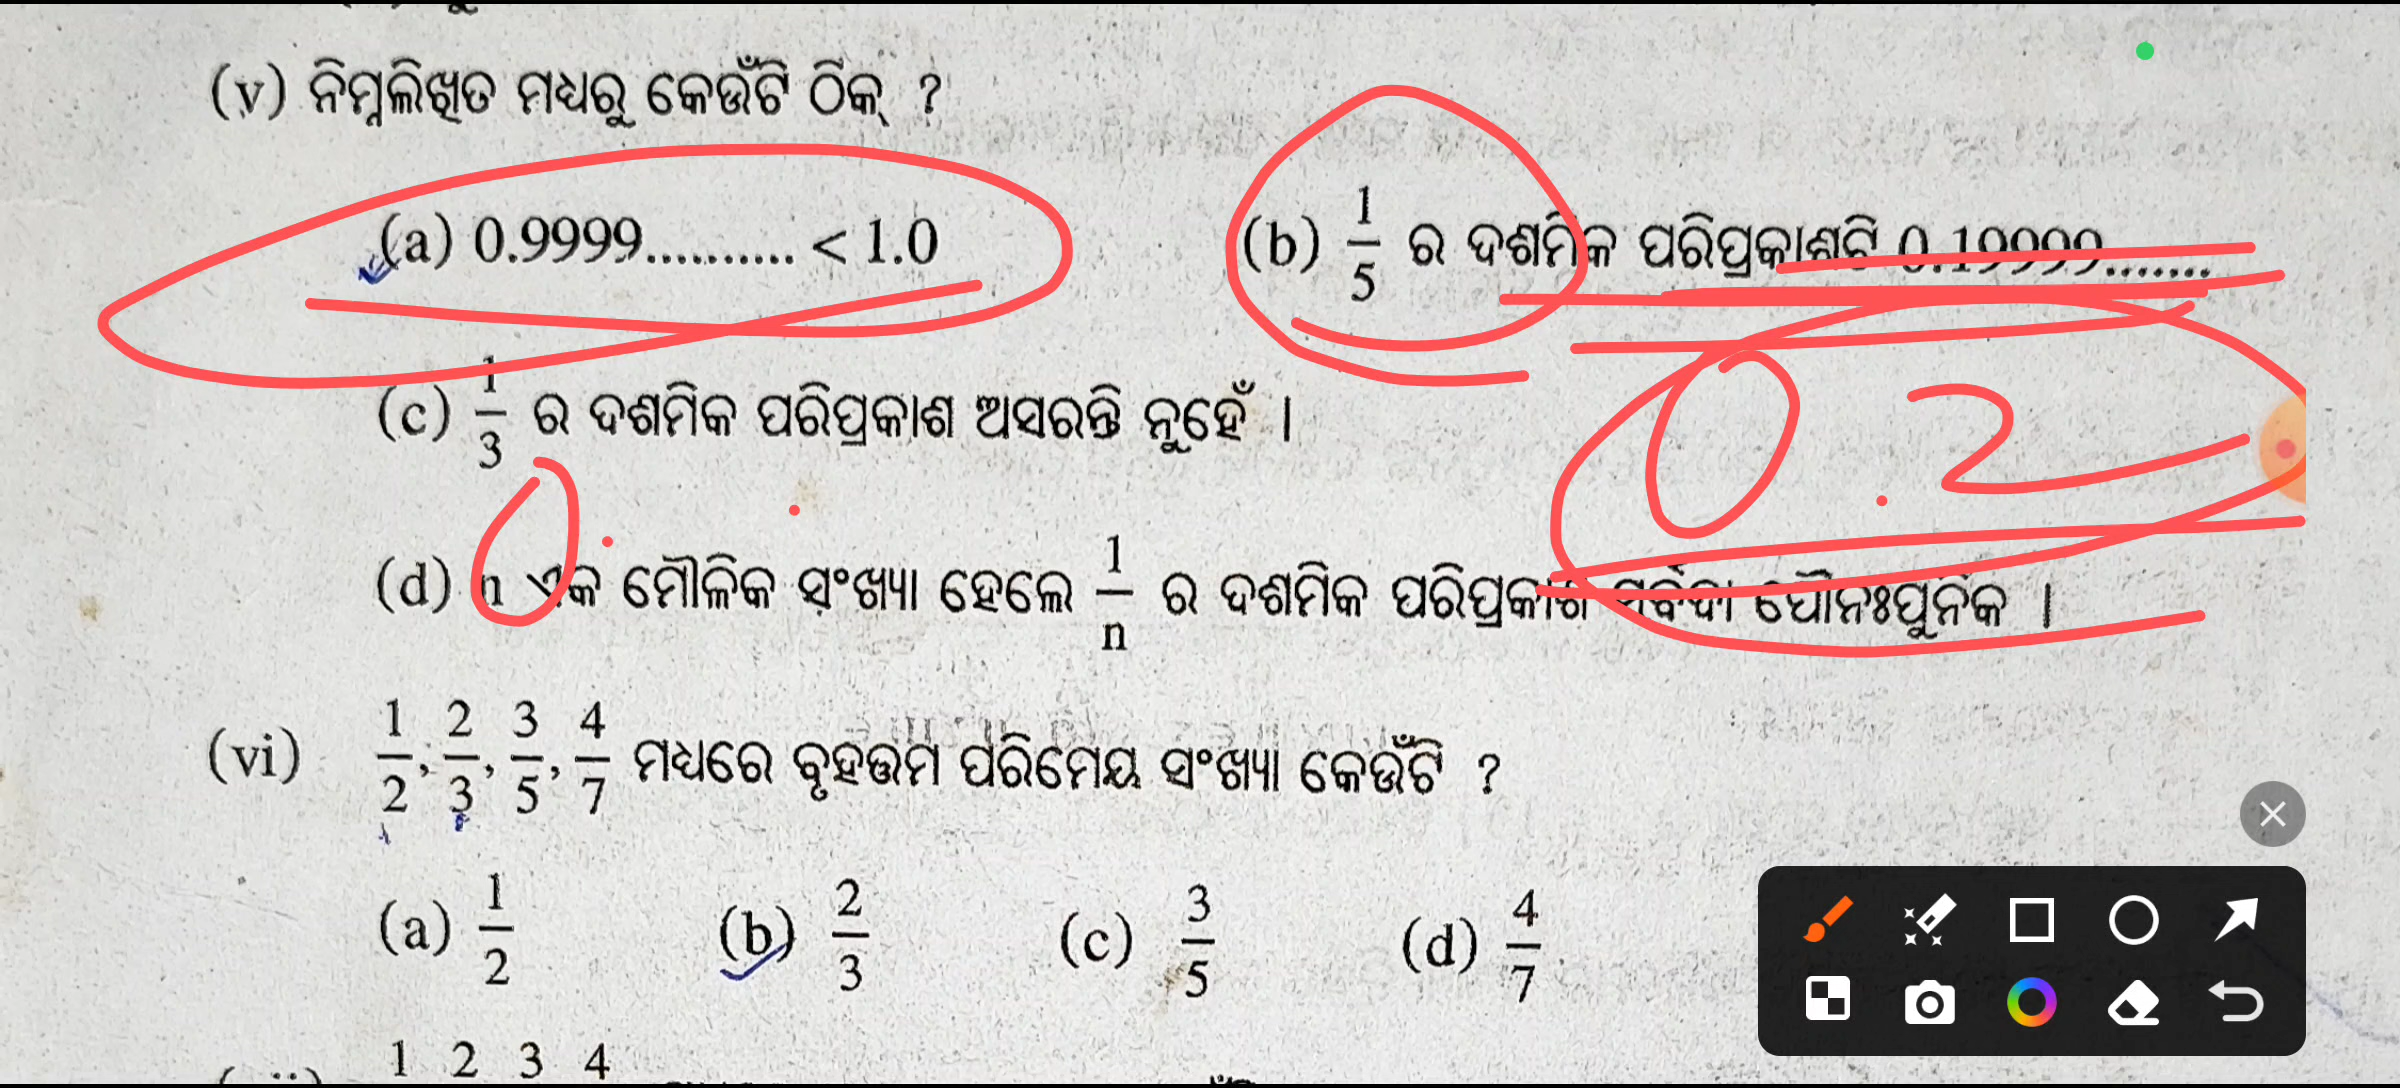 (v) ନିମ୍ନଲିଖିତ ମଧ୍ୟରୁ କେଉଁଟି ଠିକ୍ ?
(a) 0.9999.......... < 1.0 (b) 1/5 ର ଦଶମିକ ପରିପ୍ରକାଶଟି 0.19999.......
(c) 1/3 ର ଦଶମିକ ପରିପ୍ରକାଶ ଅସରନ୍ତି ନୁହେଁ ।
0.2
(d) n ଏକ ମୌଳିକ ସଂଖ୍ୟା ହେଲେ 1/n ର ଦଶମିକ ପରିପ୍ରକାଶ ସର୍ବଦା ପୌନଃପୁନିକ ।
(vi) 1/2, 2/3, 3/5, 4/7 ମଧ୍ୟରେ ବୃହତ୍ତମ ପରିମେୟ ସଂଖ୍ୟା କେଉଁଟି ?
(a) 1/2 (b) 2/3 (c) 3/5 (d) 4/7
1 2 3 4